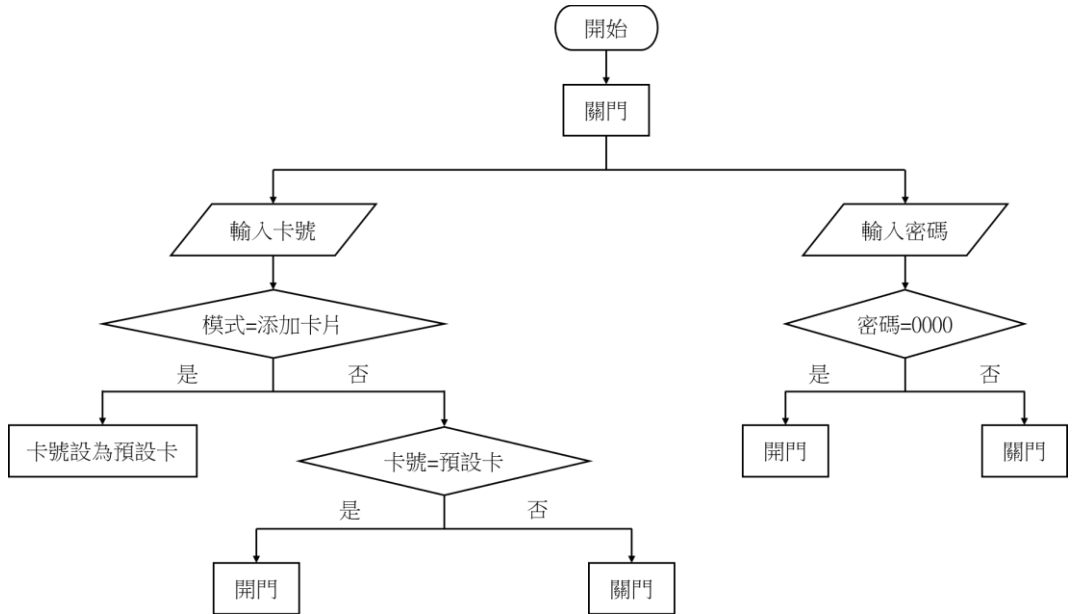 開始
關門
輸入卡號
輸入密碼
模式=添加卡片
密碼=0000
是
否
是
否
卡號設為預設卡
卡號=預設卡
開門
關門
是
否
開門
關門